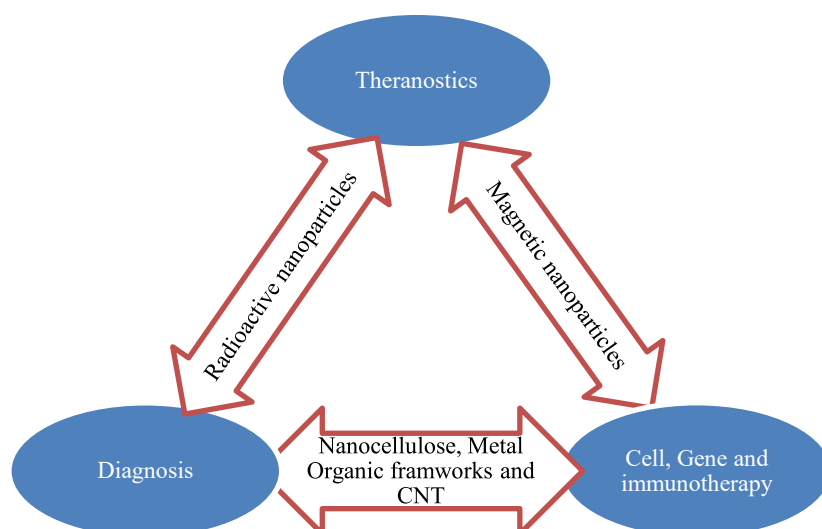 Theranostics
Radioactive nanoparticles
Magnetic nanoparticles
Diagnosis
Nanocellulose, Metal
Organic framworks and
CNT
Cell, Gene and
immunotherapy